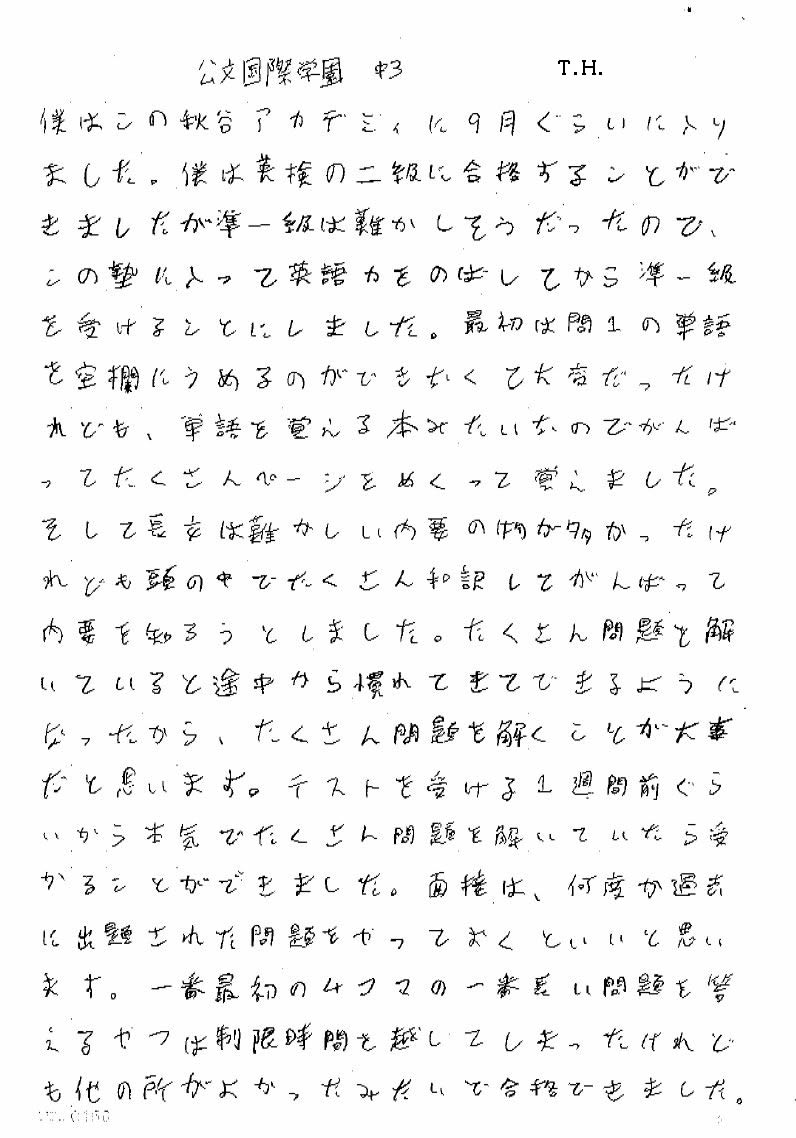 公文国際学園 中3 T.H.
僕はこの秋谷アカデミィに9月ぐらいに入り
ました。僕は英検の二級に合格することがで
きましたが準一級は難かしそうだったので、
この塾に入って英語力をのばしてから準一級
を受けることにしました。最初は問1の単語
を空欄にうめるのができなくて大変だったけ
れども、単語を覚える本みたいなのでがんば
ってたくさんページをめくって覚えました。
そして長文は難かしい内要の物が多かったけ
れども頭の中でたくさん和訳してがんばって
内要を知ろうとしました。たくさん問題を解
いていると途中から慣れてきてできるように
なったから、たくさん問題を解くことが大事
だと思います。テストを受ける1週間前ぐら
いから本気でたくさん問題を解いていたら受
かることができました。面接は、何度か過去
に出題された問題をやっておくといいと思い
ます。一番最初の4コマの一番長い問題を答
えるやつは制限時間を越してしまったけれど
も他の所がよかったみたいで合格できました。